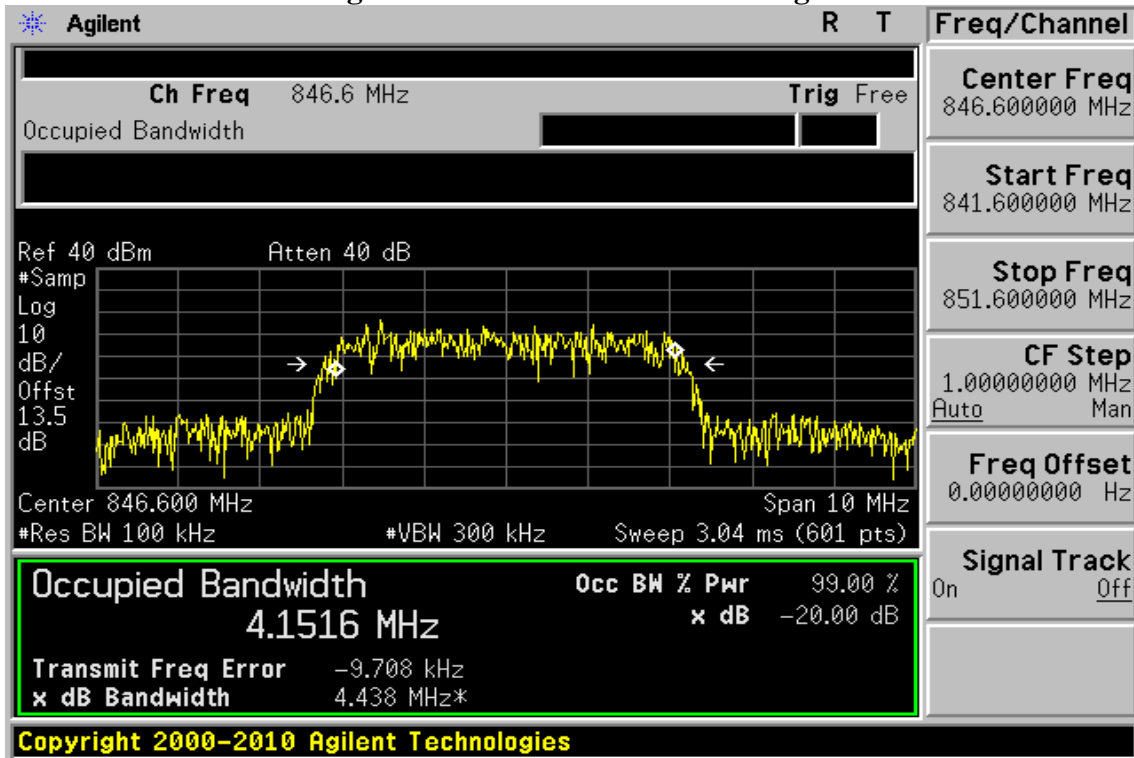 Agilent R T
Ch Freq 846.6 MHz Trig Free
Occupied Bandwidth
Ref 40 dBm Atten 40 dB
#Samp
Log
10
dB/
Offst
13.5
dB
Center 846.600 MHz Span 10 MHz
#Res BW 100 kHz #VBW 300 kHz Sweep 3.04 ms (601 pts)
Occupied Bandwidth Occ BW % Pwr 99.00 %
4.1516 MHz x dB -20.00 dB
Transmit Freq Error -9.708 kHz
x dB Bandwidth 4.438 MHz*
Copyright 2000-2010 Agilent Technologies
Freq/Channel
Center Freq
846.600000 MHz
Start Freq
841.600000 MHz
Stop Freq
851.600000 MHz
CF Step
1.00000000 MHz
Auto Man
Freq Offset
0.00000000 Hz
Signal Track
On Off